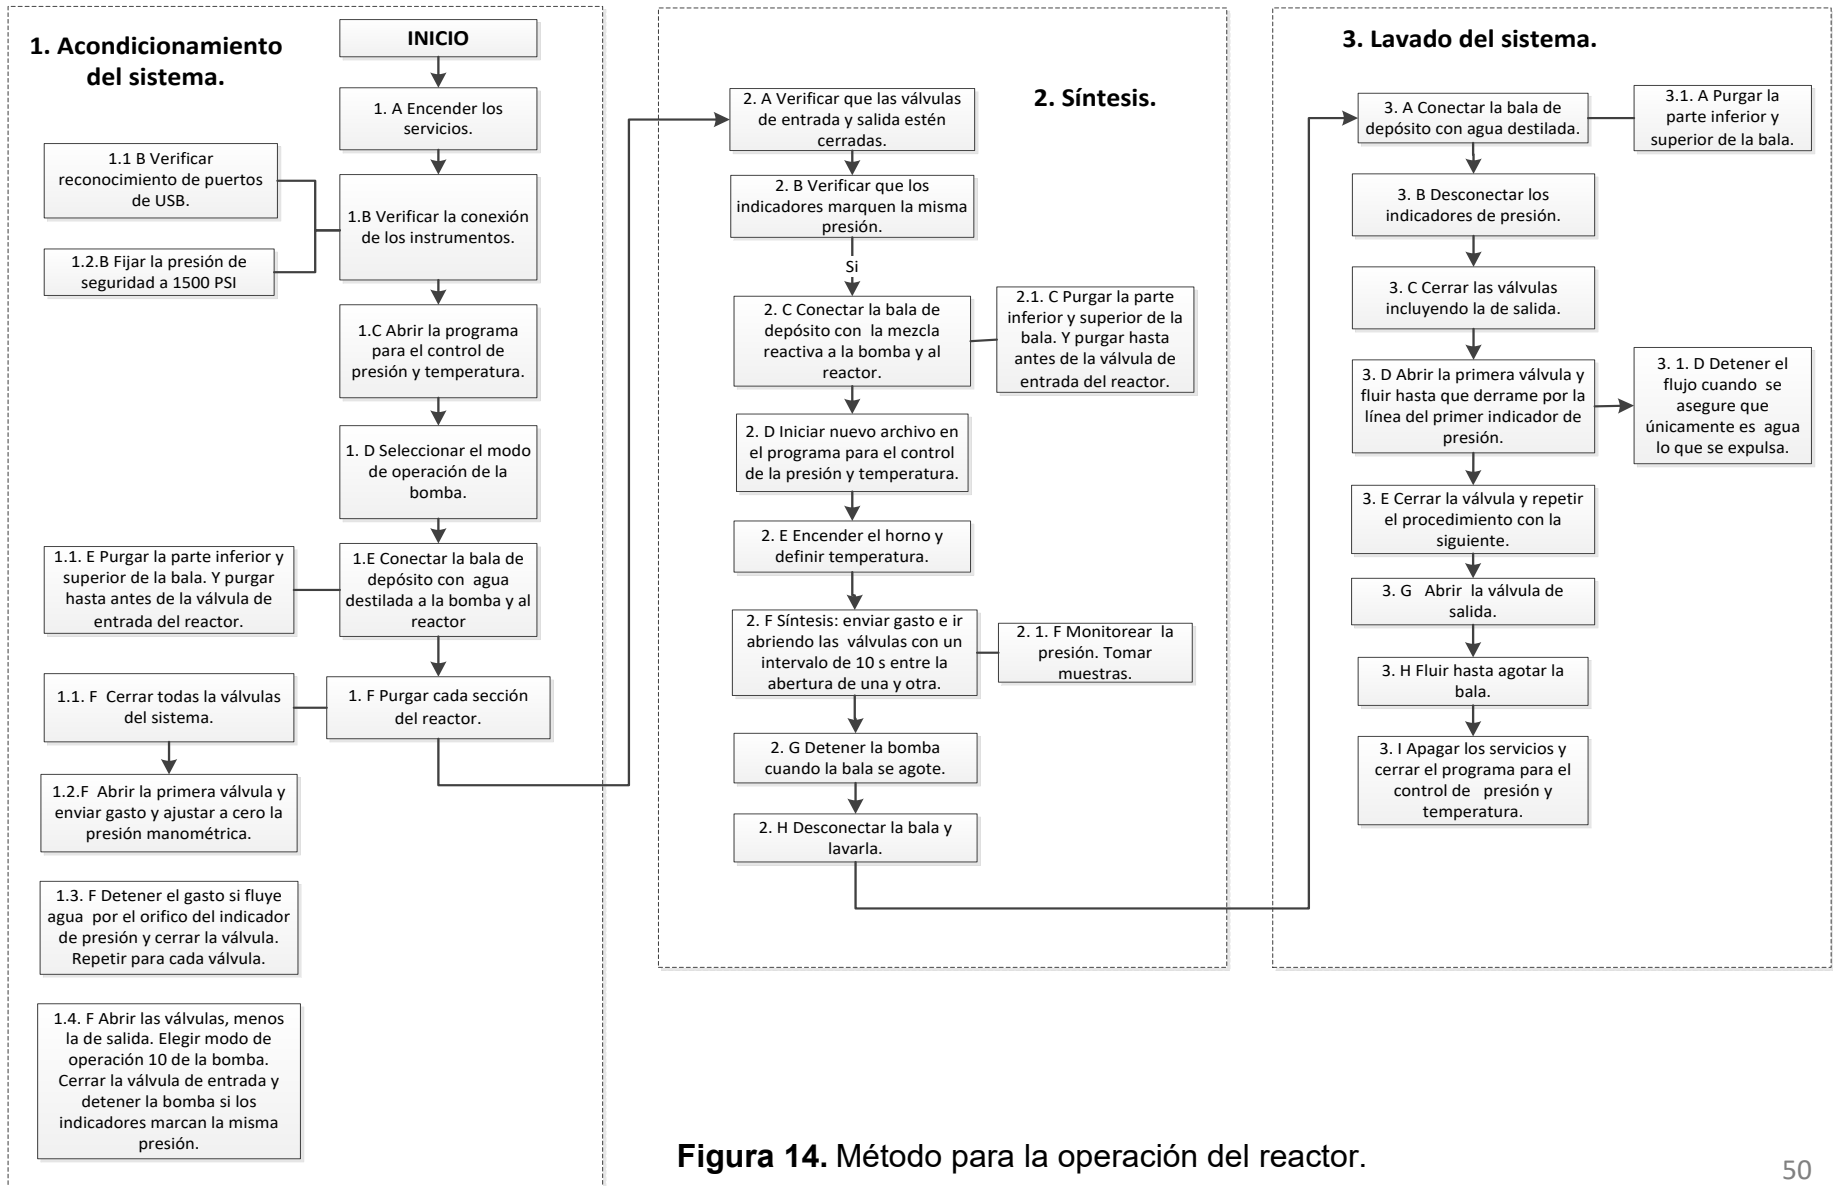 1. Acondicionamiento
del sistema.
INICIO
1. A Encender los
servicios.
1.1 B Verificar
reconocimiento de puertos
de USB.
1.B Verificar la conexión
de los instrumentos.
1.2.B Fijar la presión de
seguridad a 1500 PSI
1.C Abrir la programa
para el control de
presión y temperatura.
1. D Seleccionar el modo
de operación de la
bomba.
1.1. E Purgar la parte inferior y
superior de la bala. Y purgar
hasta antes de la válvula de
entrada del reactor.
1.E Conectar la bala de
depósito con agua
destilada a la bomba y al
reactor
1.1. F Cerrar todas la válvulas
del sistema.
1. F Purgar cada sección
del reactor.
1.2.F Abrir la primera válvula y
enviar gasto y ajustar a cero la
presión manométrica.
1.3. F Detener el gasto si fluye
agua por el orifico del indicador
de presión y cerrar la válvula.
Repetir para cada válvula.
1.4. F Abrir las válvulas, menos
la de salida. Elegir modo de
operación 10 de la bomba.
Cerrar la válvula de entrada y
detener la bomba si los
indicadores marcan la misma
presión.
2. Síntesis.
2. A Verificar que las válvulas
de entrada y salida estén
cerradas.
2. B Verificar que los
indicadores marquen la misma
presión.
Si
2. C Conectar la bala de
depósito con la mezcla
reactiva a la bomba y al
reactor.
2.1. C Purgar la parte
inferior y superior de la
bala. Y purgar hasta
antes de la válvula de
entrada del reactor.
2. D Iniciar nuevo archivo en
el programa para el control
de la presión y temperatura.
2. E Encender el horno y
definir temperatura.
2. F Síntesis: enviar gasto e ir
abriendo las válvulas con un
intervalo de 10 s entre la
abertura de una y otra.
2. 1. F Monitorear la
presión. Tomar
muestras.
2. G Detener la bomba
cuando la bala se agote.
2. H Desconectar la bala y
lavarla.
3. Lavado del sistema.
3. A Conectar la bala de
depósito con agua destilada.
3.1. A Purgar la
parte inferior y
superior de la bala.
3. B Desconectar los
indicadores de presión.
3. C Cerrar las válvulas
incluyendo la de salida.
3. D Abrir la primera válvula y
fluir hasta que derrame por la
línea del primer indicador de
presión.
3. 1. D Detener el
flujo cuando se
asegure que
únicamente es agua
lo que se expulsa.
3. E Cerrar la válvula y repetir
el procedimiento con la
siguiente.
3. G Abrir la válvula de
salida.
3. H Fluir hasta agotar la
bala.
3. I Apagar los servicios y
cerrar el programa para el
control de presión y
temperatura.
Figura 14. Método para la operación del reactor.
50